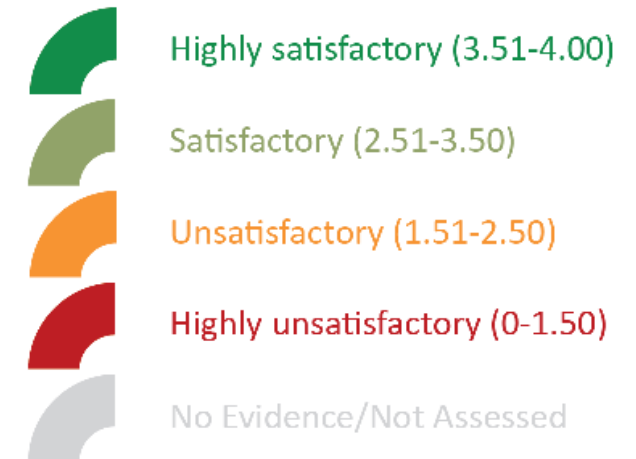 Highly satisfactory (3.51-4.00)
Satisfactory (2.51-3.50)
Unsatisfactory (1.51-2.50)
Highly unsatisfactory (0-1.50)
No Evidence/Not Assessed